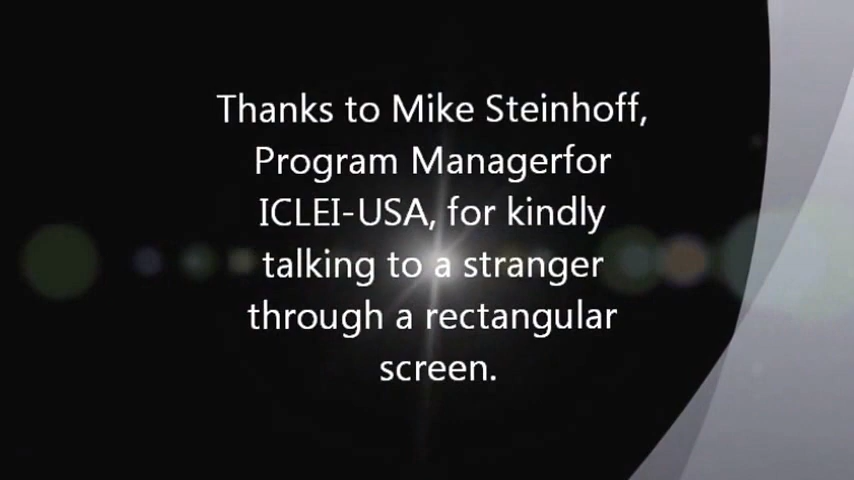 Thanks to Mike Steinhoff,
Program Managerfor
ICLEI-USA, for kindly
talking to a stranger
through a rectangular
screen.